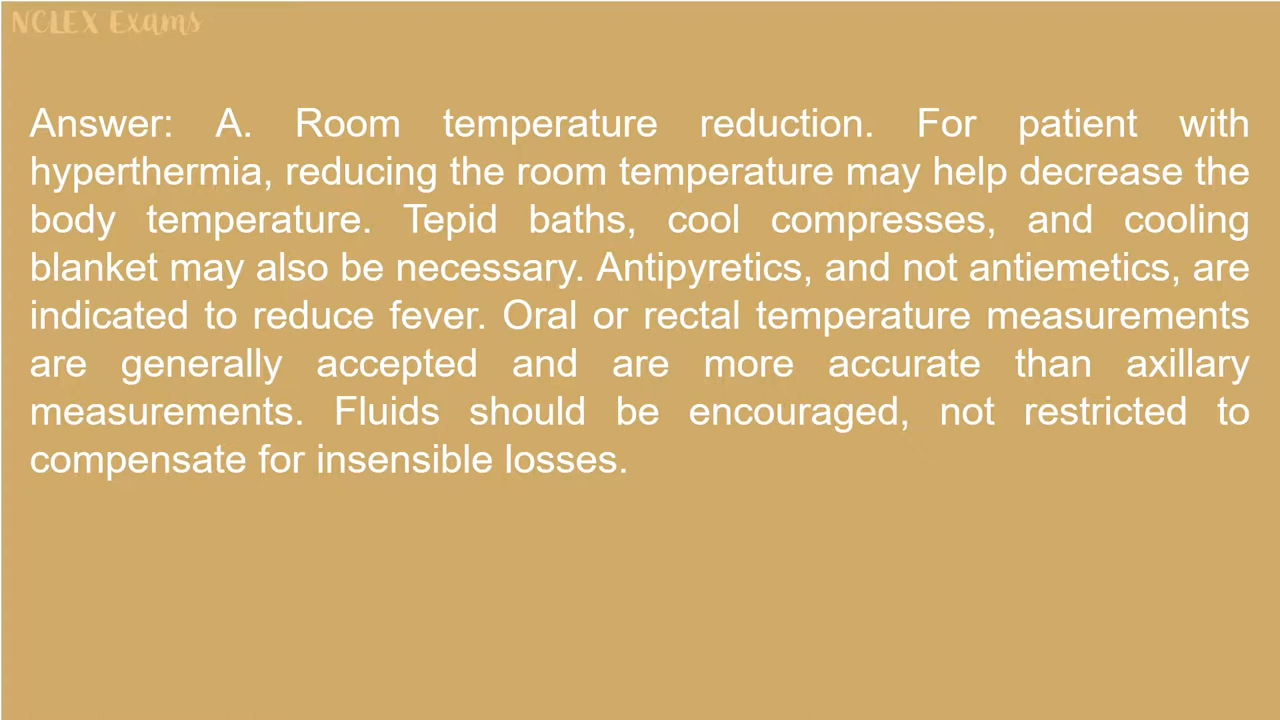 NCLEX Exams
Answer: A. Room temperature reduction. For patient with
hyperthermia, reducing the room temperature may help decrease the
body temperature. Tepid baths, cool compresses, and cooling
blanket may also be necessary. Antipyretics, and not antiemetics, are
indicated to reduce fever. Oral or rectal temperature measurements
are generally accepted and are more accurate than axillary
measurements. Fluids should be encouraged, not restricted to
compensate for insensible losses.